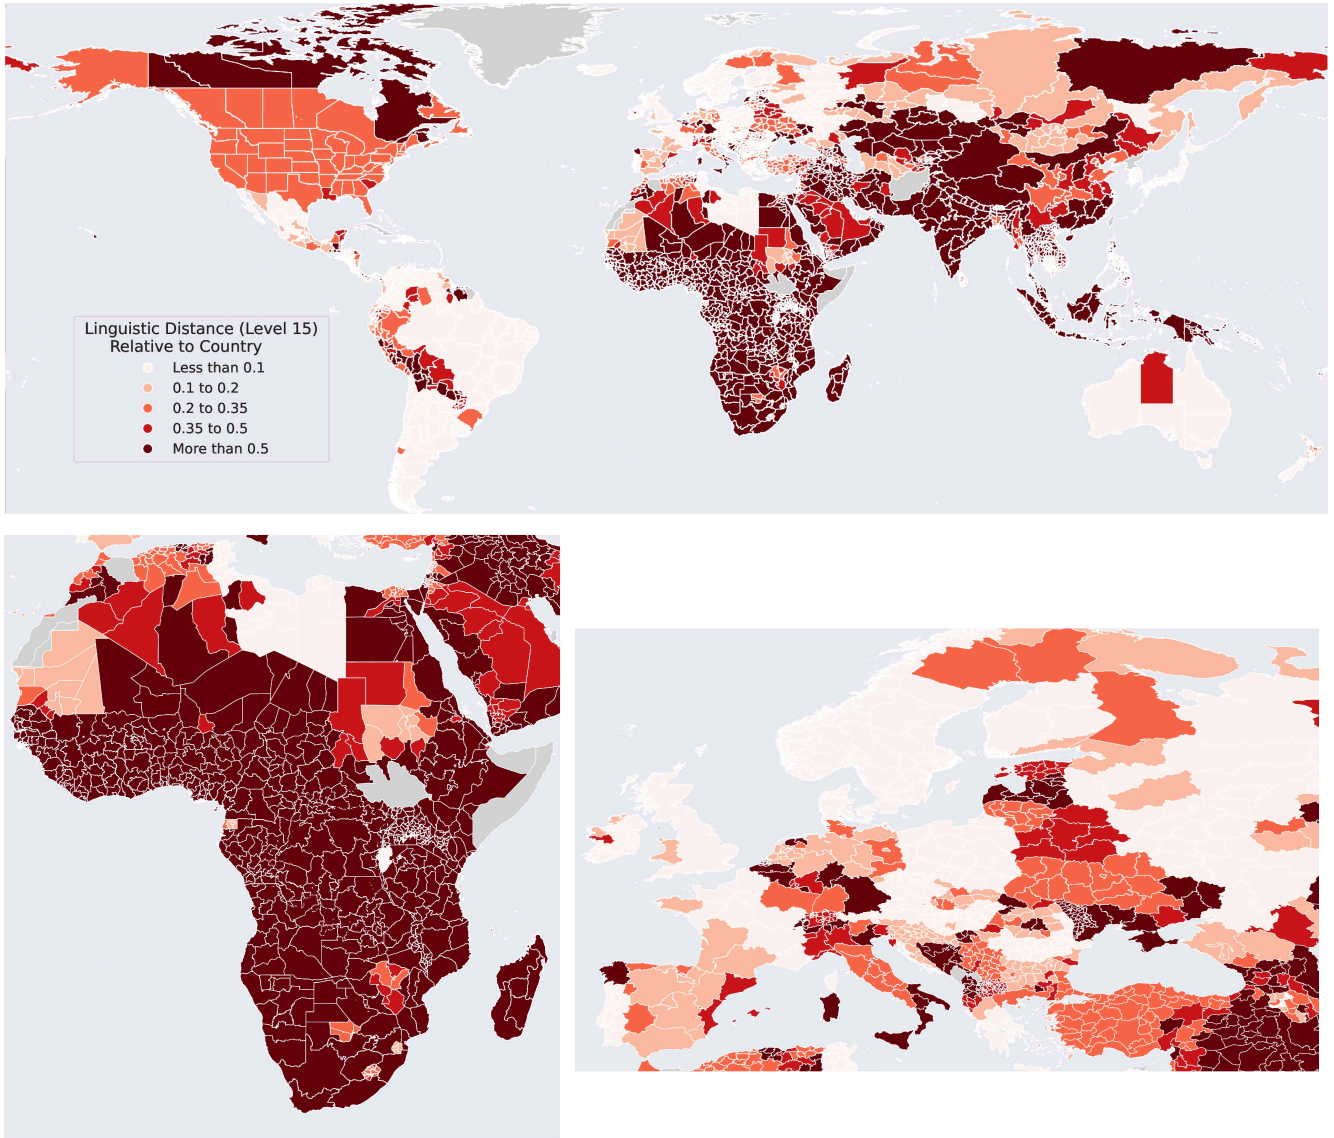 Linguistic Distance (Level 15)
Relative to Country
Less than 0.1
0.1 to 0.2
0.2 to 0.35
0.35 to 0.5
More than 0.5